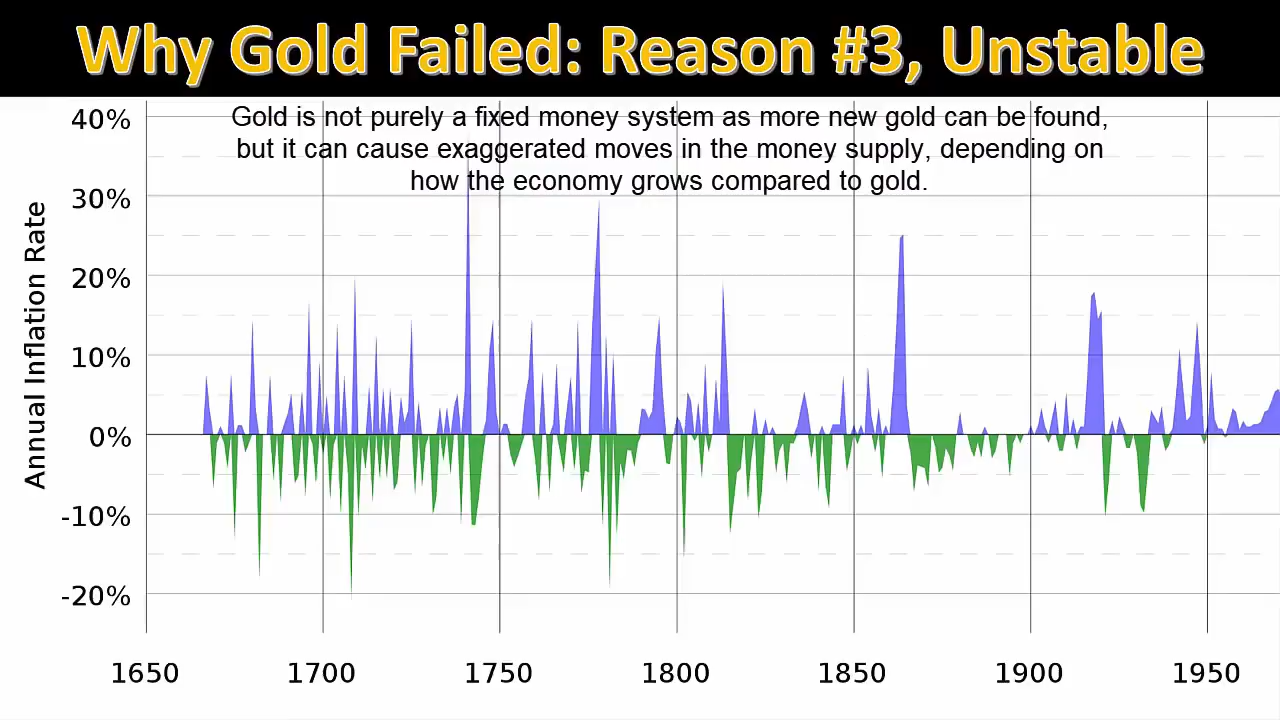 Why Gold Failed: Reason #3, Unstable
Gold is not purely a fixed money system as more new gold can be found,
but it can cause exaggerated moves in the money supply, depending on
how the economy grows compared to gold.
Annual Inflation Rate
40%
30%
20%
10%
0%
-10%
-20%
1650 1700 1750 1800 1850 1900 1950